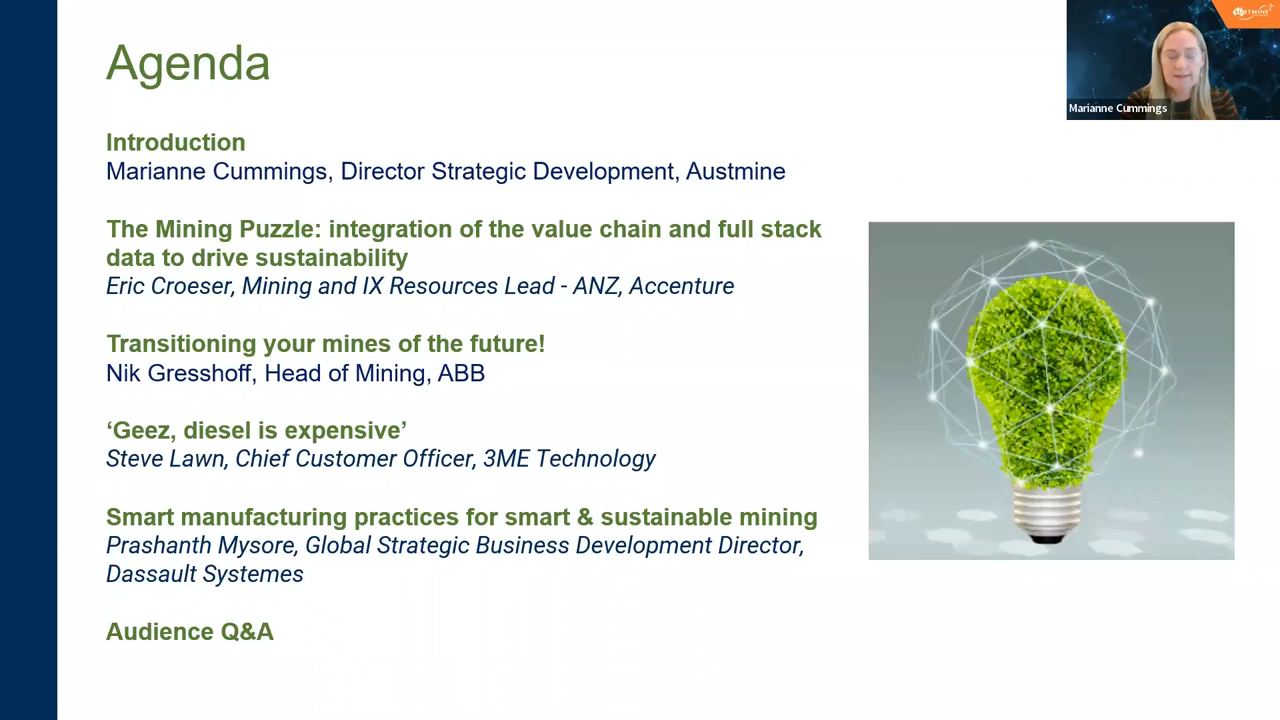 Agenda
Introduction
Marianne Cummings, Director Strategic Development, Austmine
The Mining Puzzle: integration of the value chain and full stack
data to drive sustainability
Eric Croeser, Mining and IX Resources Lead - ANZ, Accenture
Transitioning your mines of the future!
Nik Gresshoff, Head of Mining, ABB
‘Geez, diesel is expensive’
Steve Lawn, Chief Customer Officer, 3ME Technology
Smart manufacturing practices for smart & sustainable mining
Prashanth Mysore, Global Strategic Business Development Director,
Dassault Systemes
Audience Q&A
AUSTMINE
Marianne Cummings